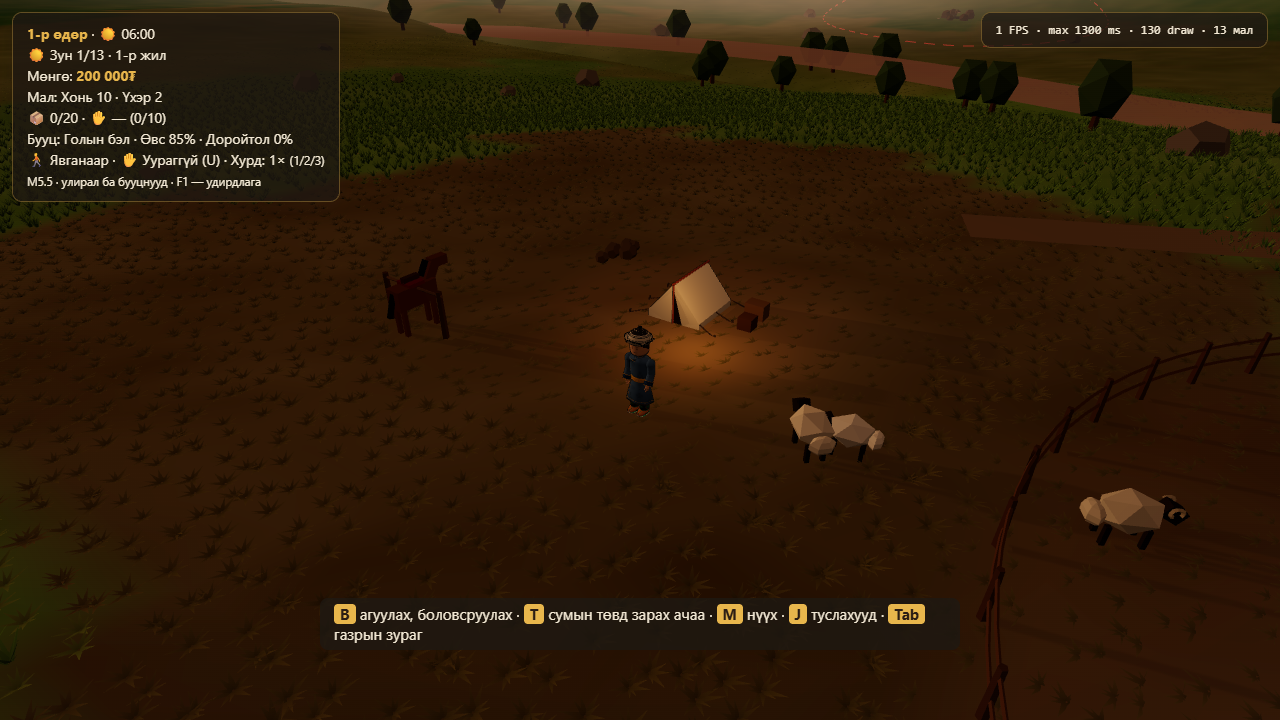 1-р өдөр · 06:00
Зун 1/13 · 1-р жил
Мөнгө: 200 000₮
Мал: Хонь 10 · Үхэр 2
0/20 · — (0/10)
Бууц: Голын бэл · Өвс 85% · Доройтол 0%
Явганаар · Уураггүй (U) · Хурд: 1× (1/2/3)
M5.5 · улирал ба бууцнууд · F1 — удирдлага
1 FPS · max 1300 ms · 130 draw · 13 мал
B агуулах, боловсруулах · T сумын төвд зарах ачаа · M нүүх · J туслахууд · Tab
газрын зураг